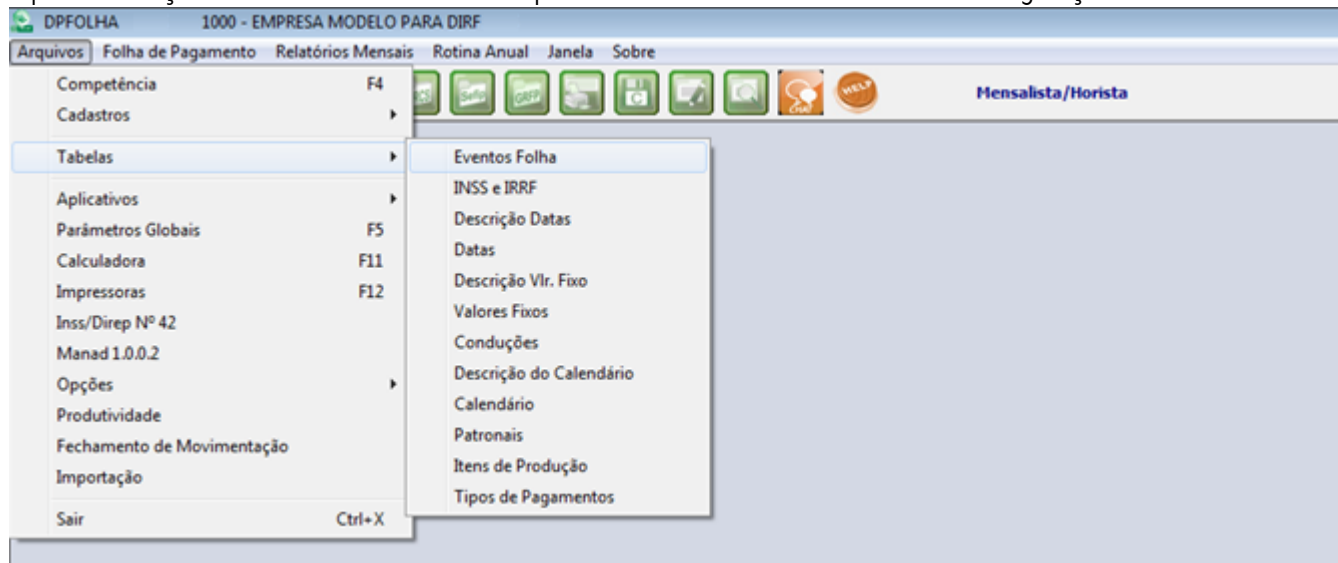 DPFOLHA 1000 - EMPRESA MODELO PARA DIRF
Arquivos Folha de Pagamento Relatórios Mensais Rotina Anual Janela Sobre
Competência F4
Cadastros
Tabelas
Aplicativos
Parâmetros Globais F5
Calculadora F11
Impressoras F12
Inss/Direp Nº 42
Manad 1.0.0.2
Opções
Produtividade
Fechamento de Movimentação
Importação
Sair Ctrl+X
GRFP
CHAT
HELP
Mensalista/Horista
Eventos Folha
INSS e IRRF
Descrição Datas
Datas
Descrição Vlr. Fixo
Valores Fixos
Conduções
Descrição do Calendário
Calendário
Patronais
Itens de Produção
Tipos de Pagamentos